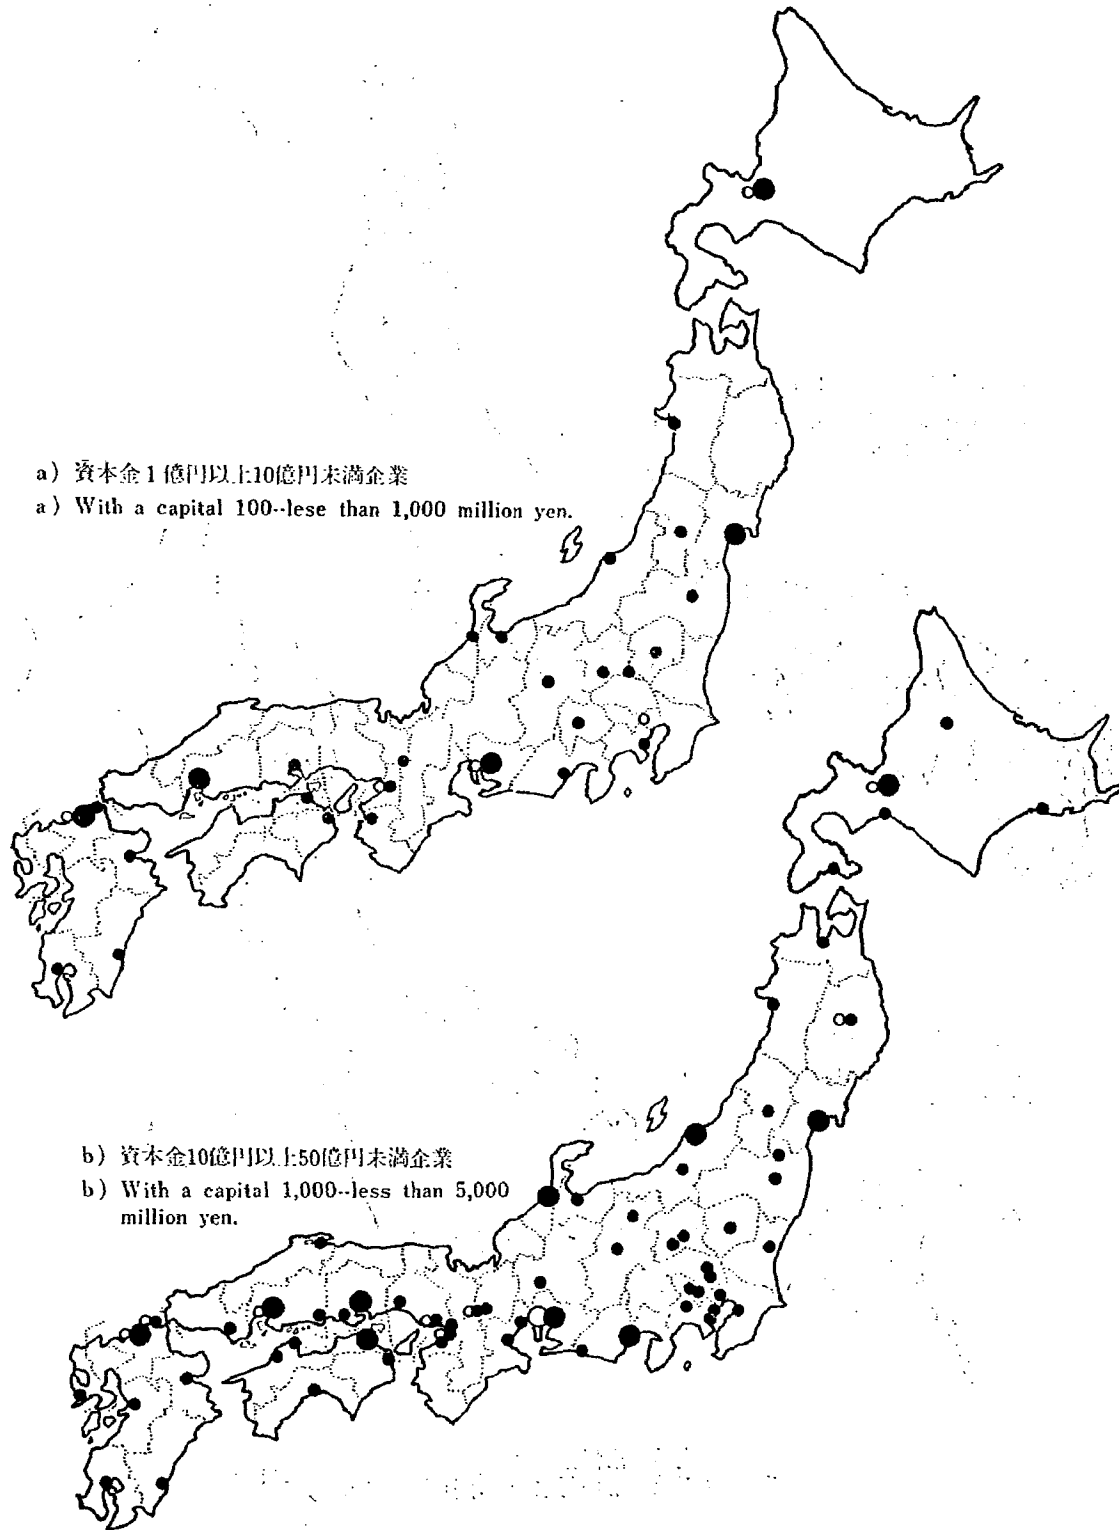 a) 資本金1億円以上10億円未満企業
a) With a capital 100--lese than 1,000 million yen.
b) 資本金10億円以上50億円未満企業
b) With a capital 1,000--less than 5,000
million yen.